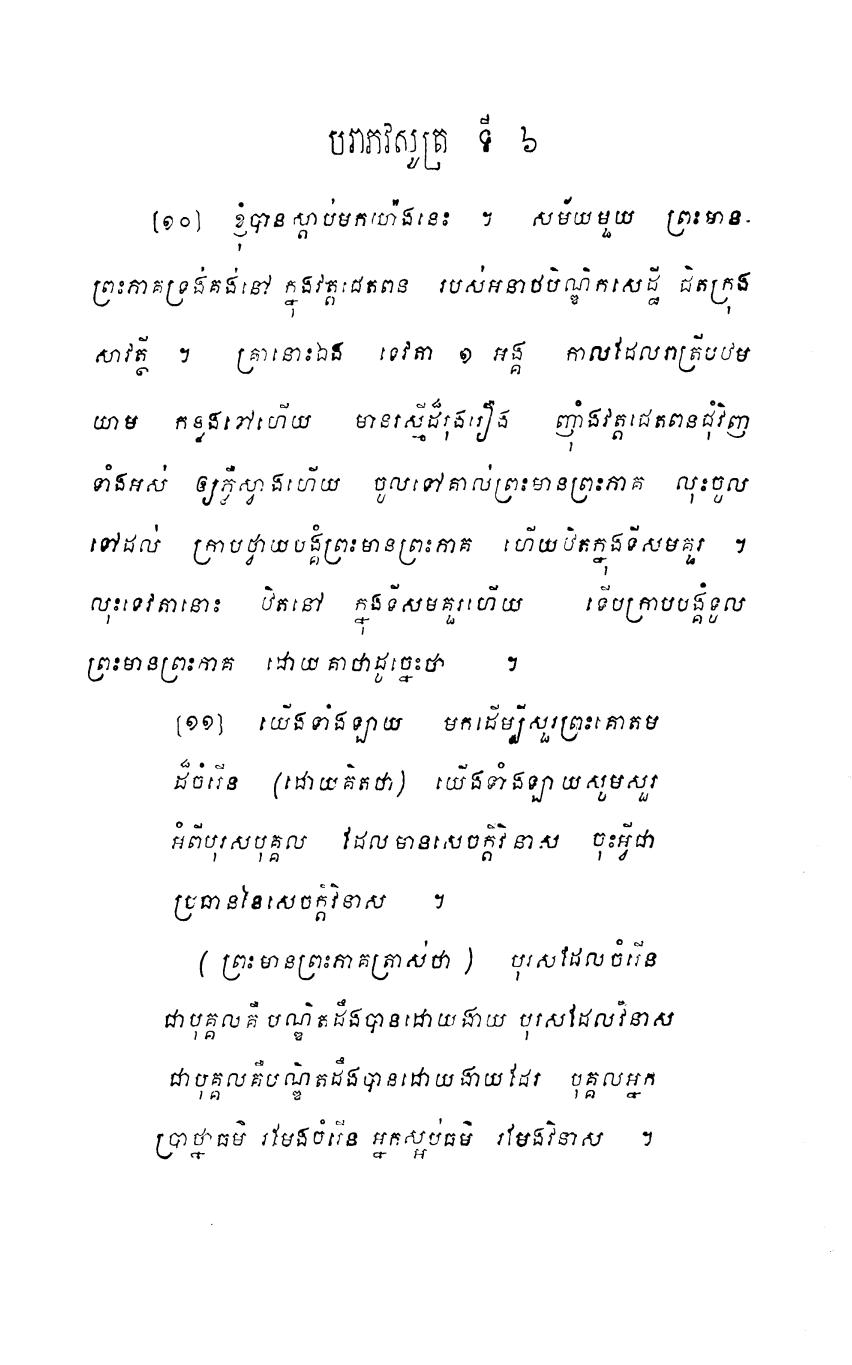 បរាភវសូត្រ ទី ៦
[១០] ខ្ញុំបានស្តាប់មកយ៉ាងនេះ ។ សម័យមួយ ព្រះមាន-
ព្រះភាគទ្រង់គង់នៅ ក្នុងវត្តជេតពន របស់អនាថបិណ្ឌិកសេដ្ឋី ជិតក្រុង
សាវត្ថី ។ គ្រានោះឯង ទេវតា ១ អង្គ កាលដែលរាត្រីបឋម
យាម កន្លងទៅហើយ មានរស្មីដ៏រុងរឿង ញ៉ាំងវត្តជេតពនជុំវិញ
ទាំងអស់ ឲ្យភ្លឺស្វាងហើយ ចូលទៅគាល់ព្រះមានព្រះភាគ លុះចូល
ទៅដល់ ក្រាបថ្វាយបង្គំព្រះមានព្រះភាគ ហើយឋិតក្នុងទីសមគួរ ។
លុះទេវតានោះ ឋិតនៅ ក្នុងទីសមគួរហើយ ទើបក្រាបបង្គំទូល
ព្រះមានព្រះភាគ ដោយគាថាដូច្នេះថា ។
[១១] យើងទាំងឡាយ មកដើម្បីសួរព្រះគោតម
ដ៏ចំរើន (ដោយគិតថា) យើងទាំងឡាយសូមសួរ
អំពីបុរសបុគ្គល ដែលមានសេចក្តីវិនាស ចុះអ្វីជា
ប្រធាននៃសេចក្តីវិនាស ។
( ព្រះមានព្រះភាគត្រាស់ថា ) បុរសដែលចំរើន
ជាបុគ្គលគឺ បណ្ឌិតដឹងបានដោយងាយ បុរសដែលវិនាស
ជាបុគ្គលគឺបណ្ឌិតដឹងបានដោយងាយដែរ បុគ្គលអ្នក
ប្រាថ្នាធម៌ រមែងចំរើន អ្នកស្អប់ធម៌ រមែងវិនាស ។